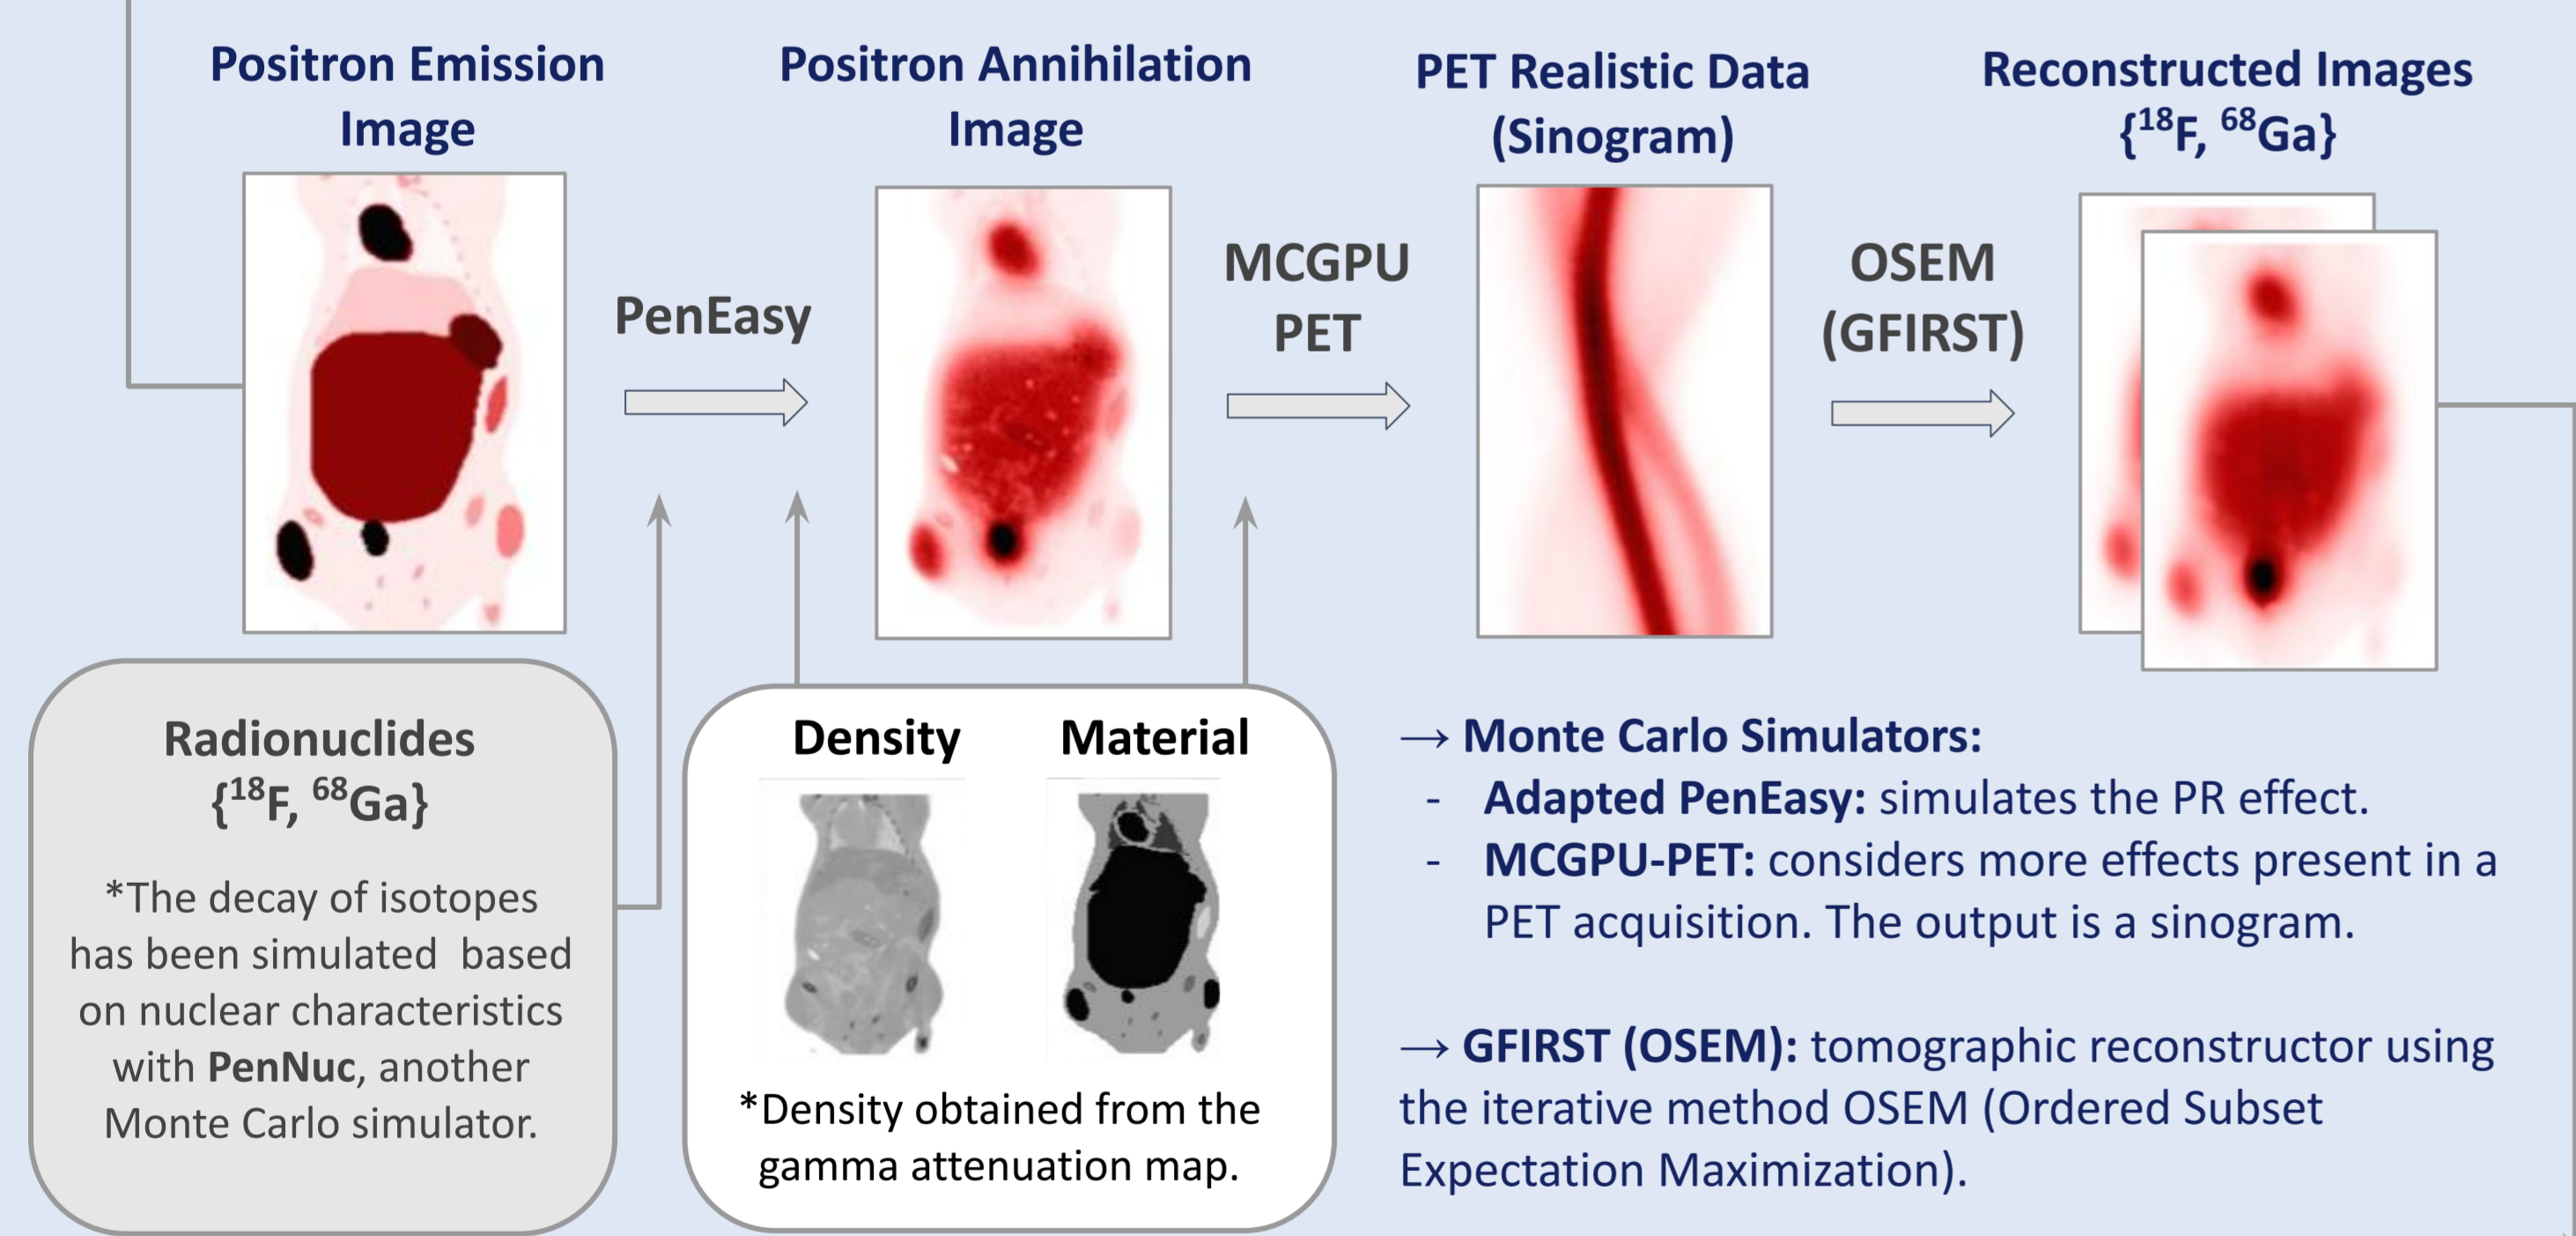 Positron Emission
Image
Positron Annihilation
Image
PET Realistic Data
(Sinogram)
Reconstructed Images
{¹⁸F, ⁶⁸Ga}
PenEasy
MCGPU
PET
OSEM
(GFIRST)
Radionuclides
{¹⁸F, ⁶⁸Ga}
*The decay of isotopes
has been simulated based
on nuclear characteristics
with PenNuc, another
Monte Carlo simulator.
Density
Material
*Density obtained from the
gamma attenuation map.
→ Monte Carlo Simulators:
- Adapted PenEasy: simulates the PR effect.
- MCGPU-PET: considers more effects present in a
PET acquisition. The output is a sinogram.
→ GFIRST (OSEM): tomographic reconstructor using
the iterative method OSEM (Ordered Subset
Expectation Maximization).